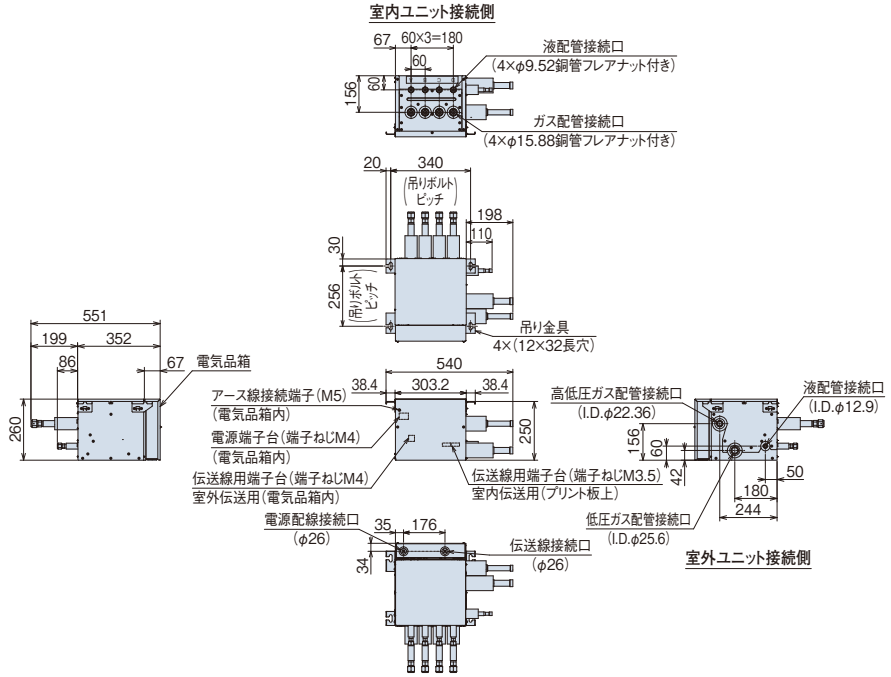 室内ユニット接続側
67
60×3=180
60
60
156
液配管接続口
(4×φ9.52銅管フレアナット付き)
ガス配管接続口
(4×φ15.88銅管フレアナット付き)
20
340
(吊りボルト
ピッチ)
198
110
30
256
(吊りボルト
ピッチ)
吊り金具
4×(12×32長穴)
551
199
352
86
67
電気品箱
260
540
38.4
303.2
38.4
250
アース線接続端子(M5)
(電気品箱内)
電源端子台(端子ねじM4)
(電気品箱内)
伝送線用端子台(端子ねじM4)
室外伝送用(電気品箱内)
伝送線用端子台(端子ねじM3.5)
室内伝送用(プリント板上)
高低圧ガス配管接続口
(I.D.φ22.36)
液配管接続口
(I.D.φ12.9)
156
60
42
50
180
244
低圧ガス配管接続口
(I.D.φ25.6)
室外ユニット接続側
電源配線接続口
(φ26)
35
176
34
伝送線接続口
(φ26)